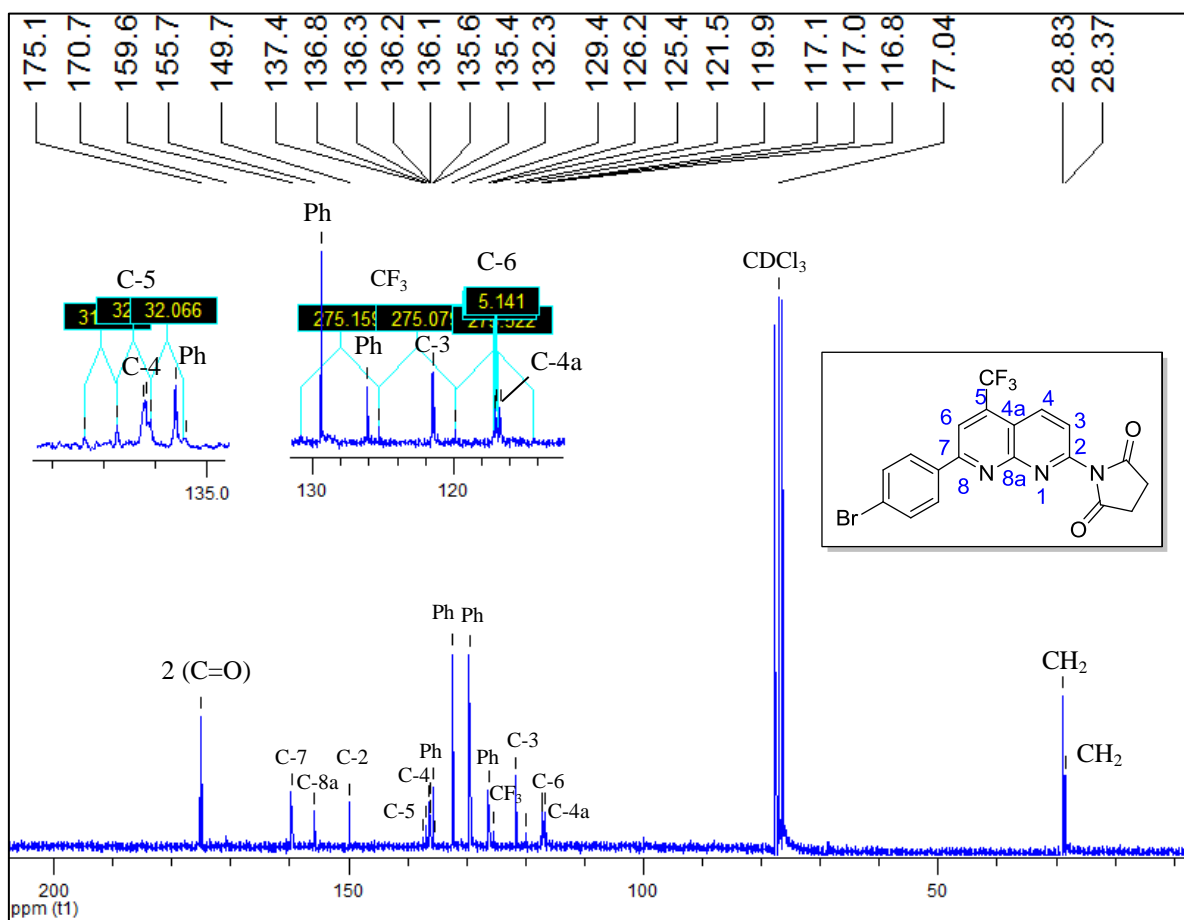 175.1 170.7 159.6 155.7 149.7 137.4 136.8 136.3 136.2 136.1 135.6 135.4 132.3 129.4 126.2 125.4 121.5 119.9 117.1 117.0 116.8 77.04 28.83 28.37
Ph
C-5
CF3
C-6
CDCl3
31
32
32.066
275.159
275.07
5.141
C-4
Ph
Ph
C-3
C-4a
135.0
130
120
CF3
5
4
6
4a
3
7
2
O
N
N
N
8
8a
1
Br
O
2 (C=O)
Ph
Ph
CH2
C-7
C-8a
C-2
Ph
C-4
C-5
Ph
CF3
C-3
C-6
C-4a
CH2
200
150
100
50
ppm (t1)